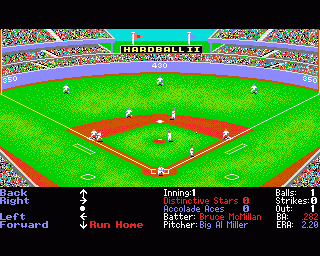 HARDBALL II
400
350
350
Back ↑ Inning:1 Balls: 1
Right → Distinctive Stars 0 Strikes:0
Accolade Aces 0 Out: 1
Left ← Batter: Bruce McMillan BA: .282
Forward ↓ Run Home Pitcher: Big Al Miller ERA: 2.20